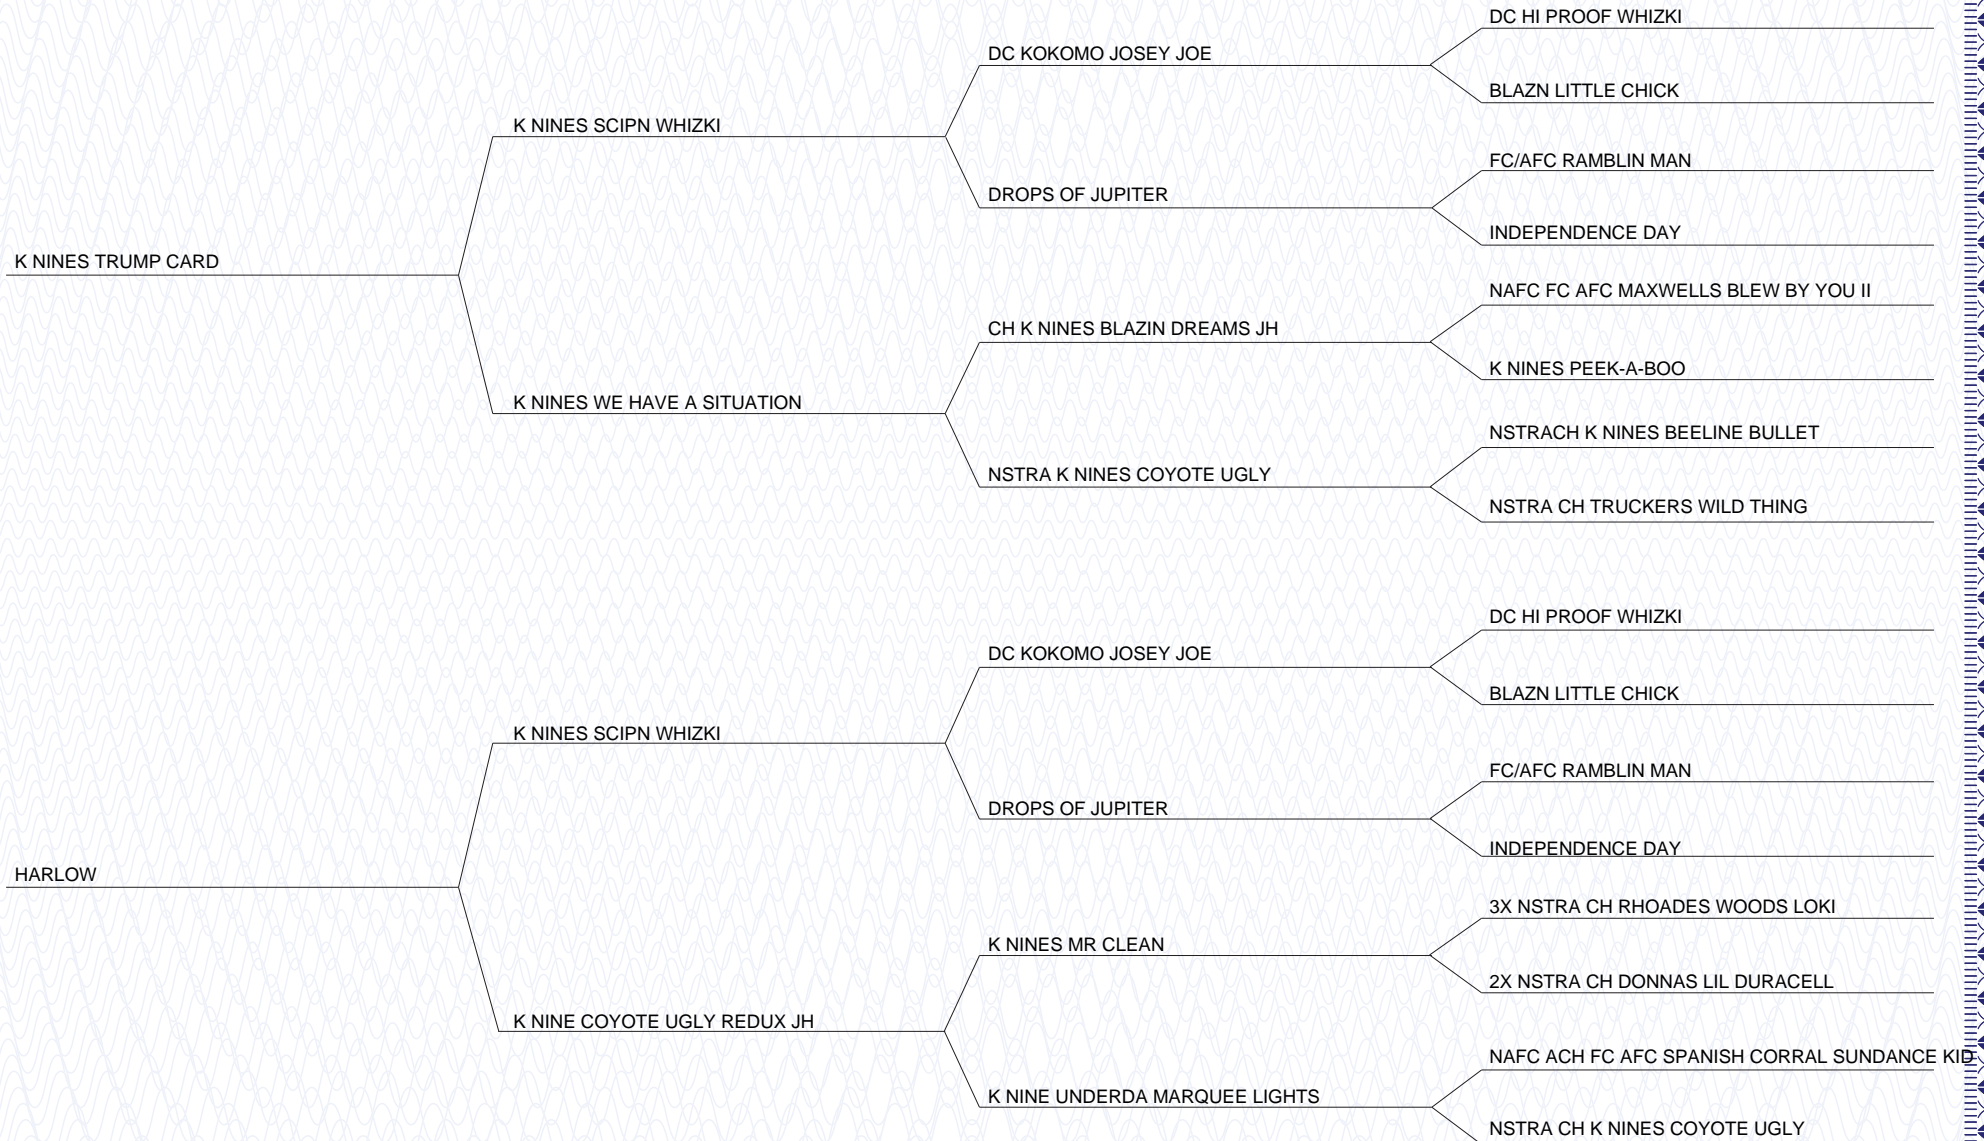 DC HI PROOF WHIZKI
DC KOKOMO JOSEY JOE
BLAZN LITTLE CHICK
K NINES SCIPN WHIZKI
FC/AFC RAMBLIN MAN
DROPS OF JUPITER
INDEPENDENCE DAY
K NINES TRUMP CARD
NAFC FC AFC MAXWELLS BLEW BY YOU II
CH K NINES BLAZIN DREAMS JH
K NINES PEEK-A-BOO
K NINES WE HAVE A SITUATION
NSTRACH K NINES BEELINE BULLET
NSTRA K NINES COYOTE UGLY
NSTRA CH TRUCKERS WILD THING
DC HI PROOF WHIZKI
DC KOKOMO JOSEY JOE
BLAZN LITTLE CHICK
K NINES SCIPN WHIZKI
FC/AFC RAMBLIN MAN
DROPS OF JUPITER
INDEPENDENCE DAY
HARLOW
3X NSTRA CH RHOADES WOODS LOKI
K NINES MR CLEAN
2X NSTRA CH DONNAS LIL DURACELL
K NINE COYOTE UGLY REDUX JH
NAFC ACH FC AFC SPANISH CORRAL SUNDANCE KID
K NINE UNDERDA MARQUEE LIGHTS
NSTRA CH K NINES COYOTE UGLY